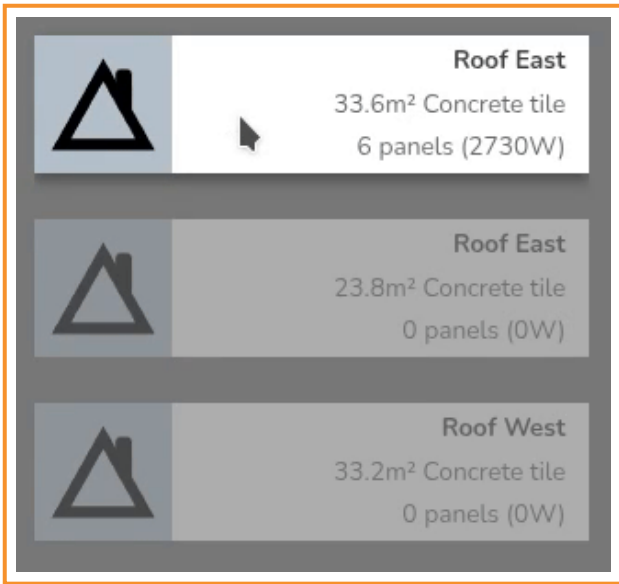 Roof East
33.6m² Concrete tile
6 panels (2730W)
Roof East
23.8m² Concrete tile
0 panels (0W)
Roof West
33.2m² Concrete tile
0 panels (0W)